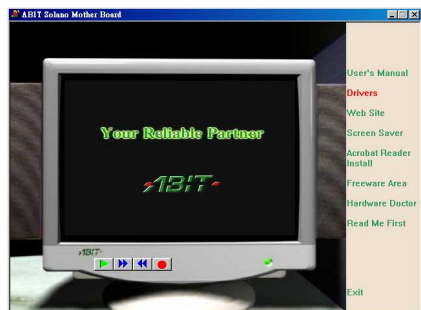 ABIT Solano Mother Board
User's Manual
Drivers
Web Site
Your Reliable Partner
Screen Saver
Acrobat Reader
Install
ABIT
Freeware Area
Hardware Doctor
Read Me First
ABIT
Exit